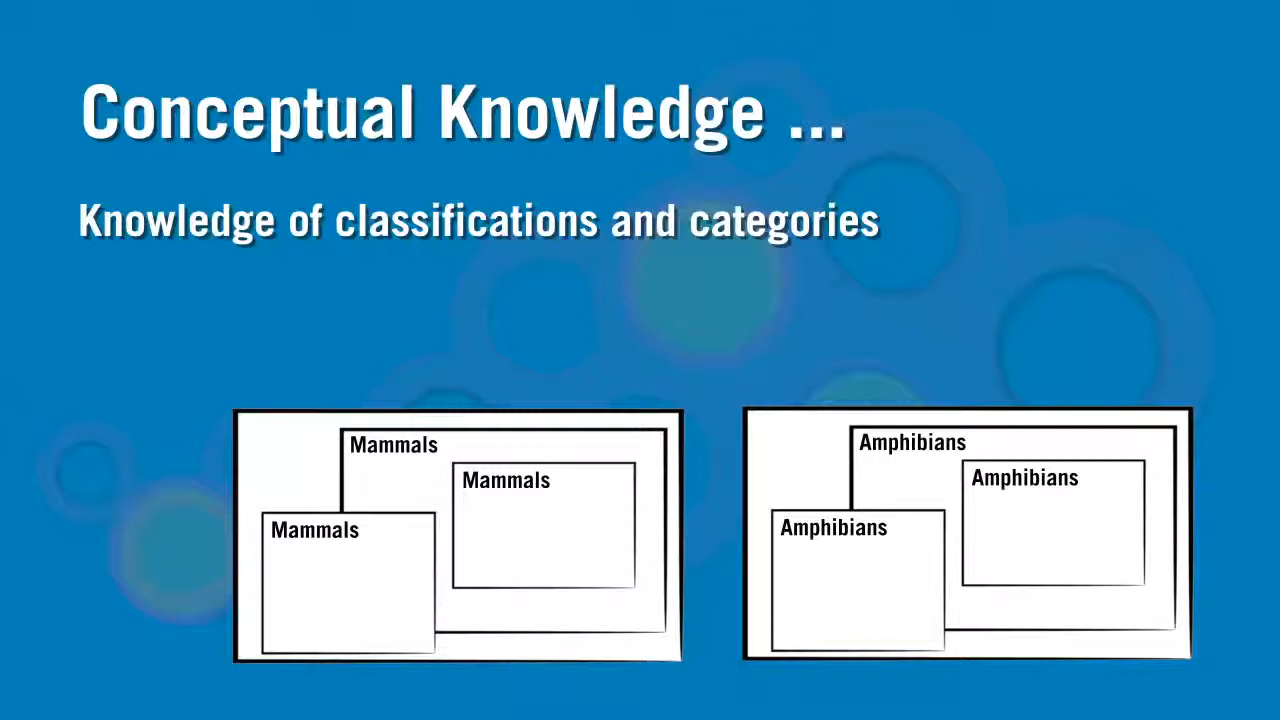 Conceptual Knowledge ...
Knowledge of classifications and categories
Mammals
Mammals
Mammals
Amphibians
Amphibians
Amphibians